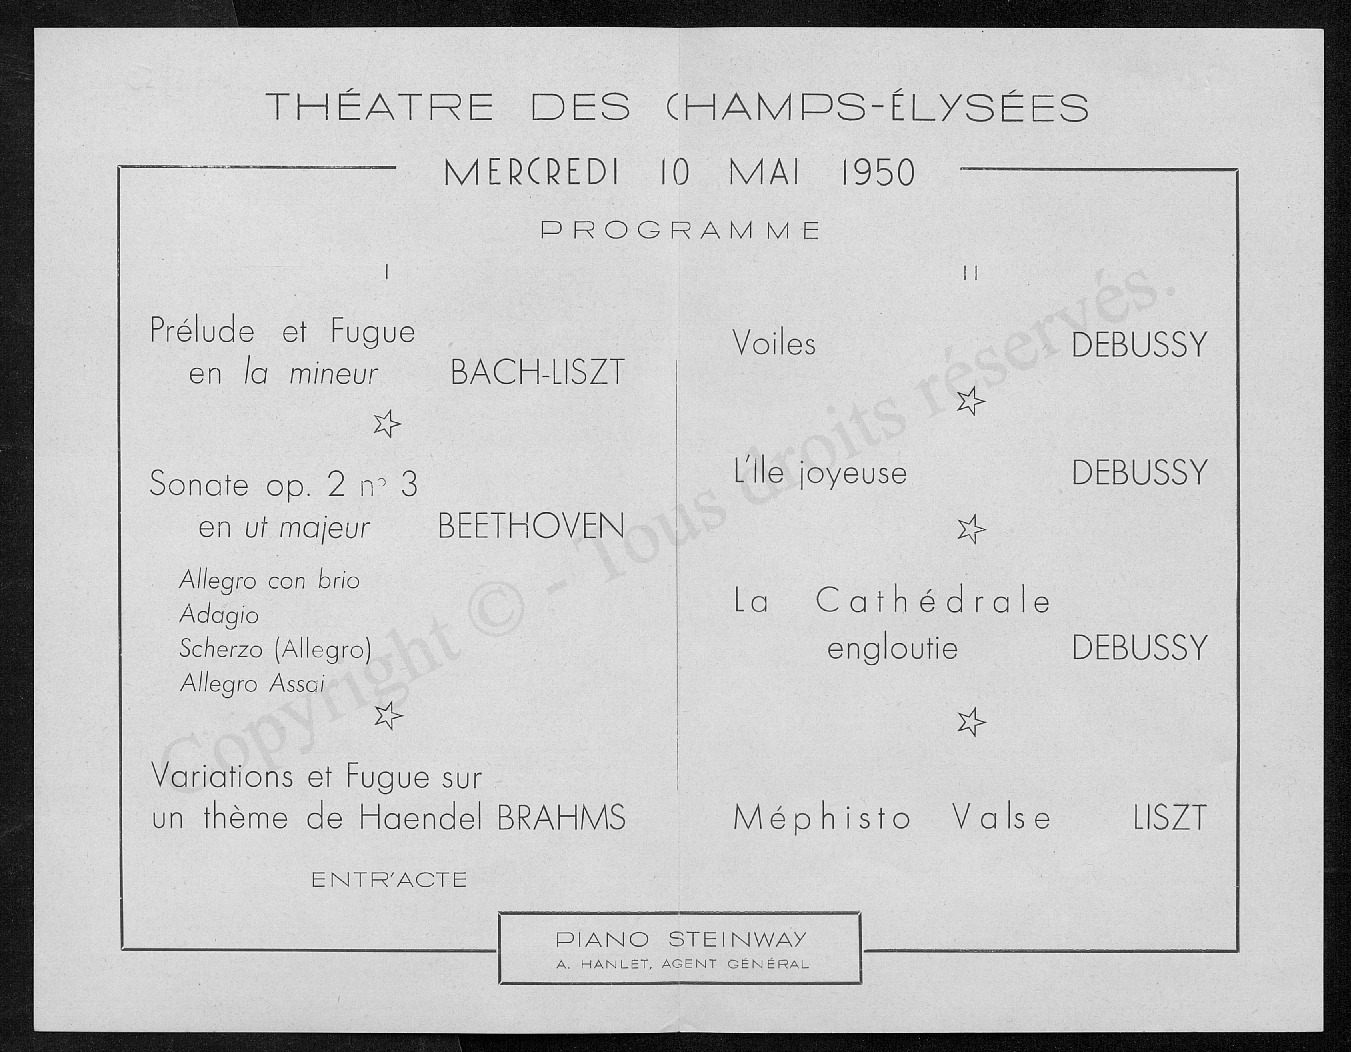 THÉATRE DES CHAMPS-ÉLYSÉES
MERCREDI 10 MAI 1950
PROGRAMME
I
Prélude et Fugue
en la mineur BACH-LISZT
Sonate op. 2 nº 3
en ut majeur BEETHOVEN
Allegro con brio
Adagio
Scherzo (Allegro)
Allegro Assai
Variations et Fugue sur
un thème de Haendel BRAHMS
ENTR'ACTE
II
Voiles DEBUSSY
L'Ile joyeuse DEBUSSY
La Cathédrale
engloutie DEBUSSY
Méphisto Valse LISZT
PIANO STEINWAY
A. HANLET, AGENT GÉNÉRAL
Copyright © - Tous droits réservés.